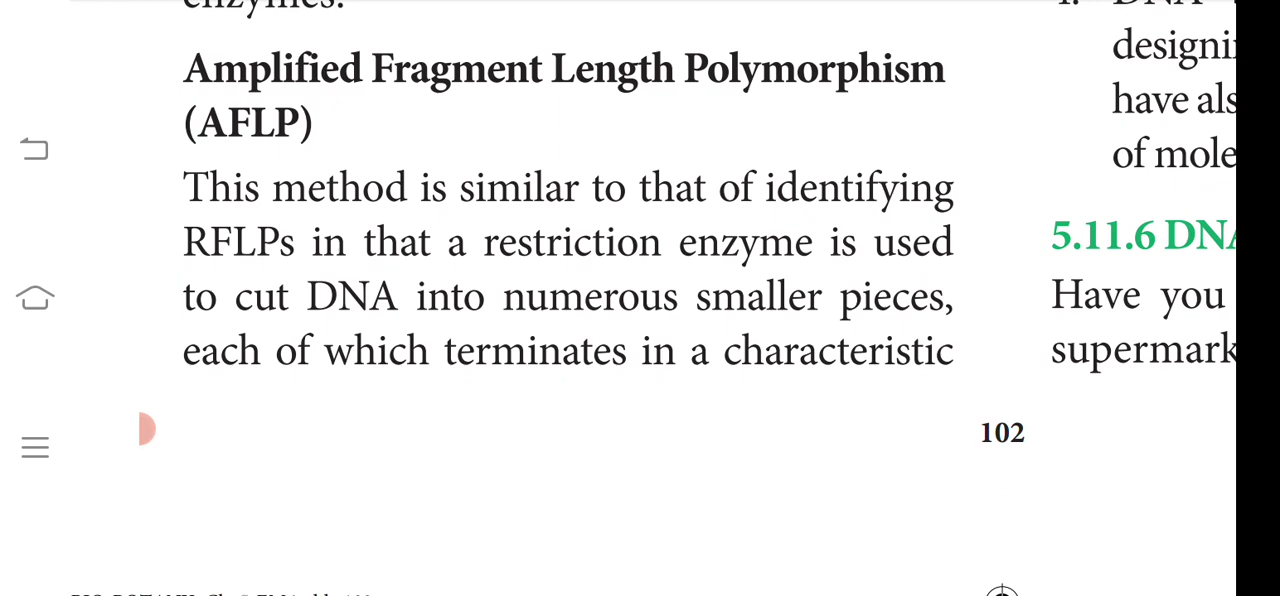 Amplified Fragment Length Polymorphism
(AFLP)
This method is similar to that of identifying
RFLPs in that a restriction enzyme is used
to cut DNA into numerous smaller pieces,
each of which terminates in a characteristic
designi
have als
of mole
5.11.6 DNA
Have you
supermark
102